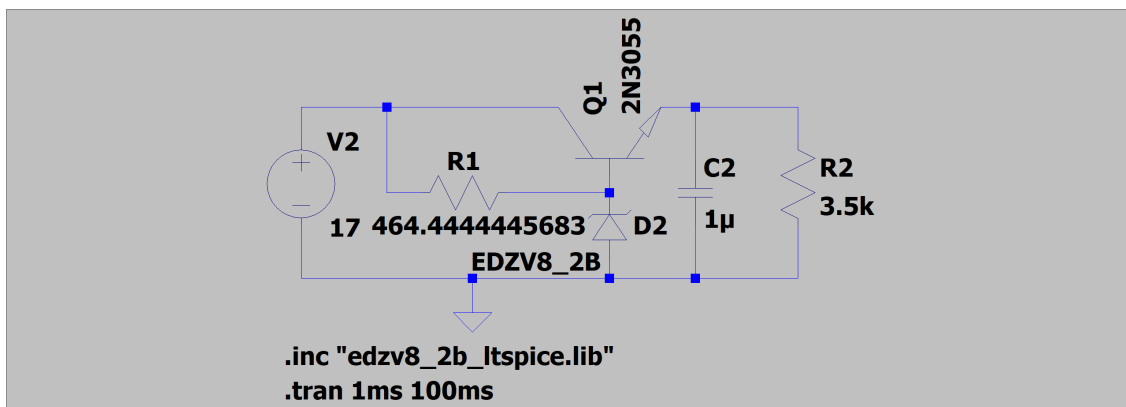 Q1
2N3055
V2
17
R1
464.4444445683
D2
EDZV8_2B
C2
1µ
R2
3.5k
.inc "edzv8_2b_ltspice.lib"
.tran 1ms 100ms